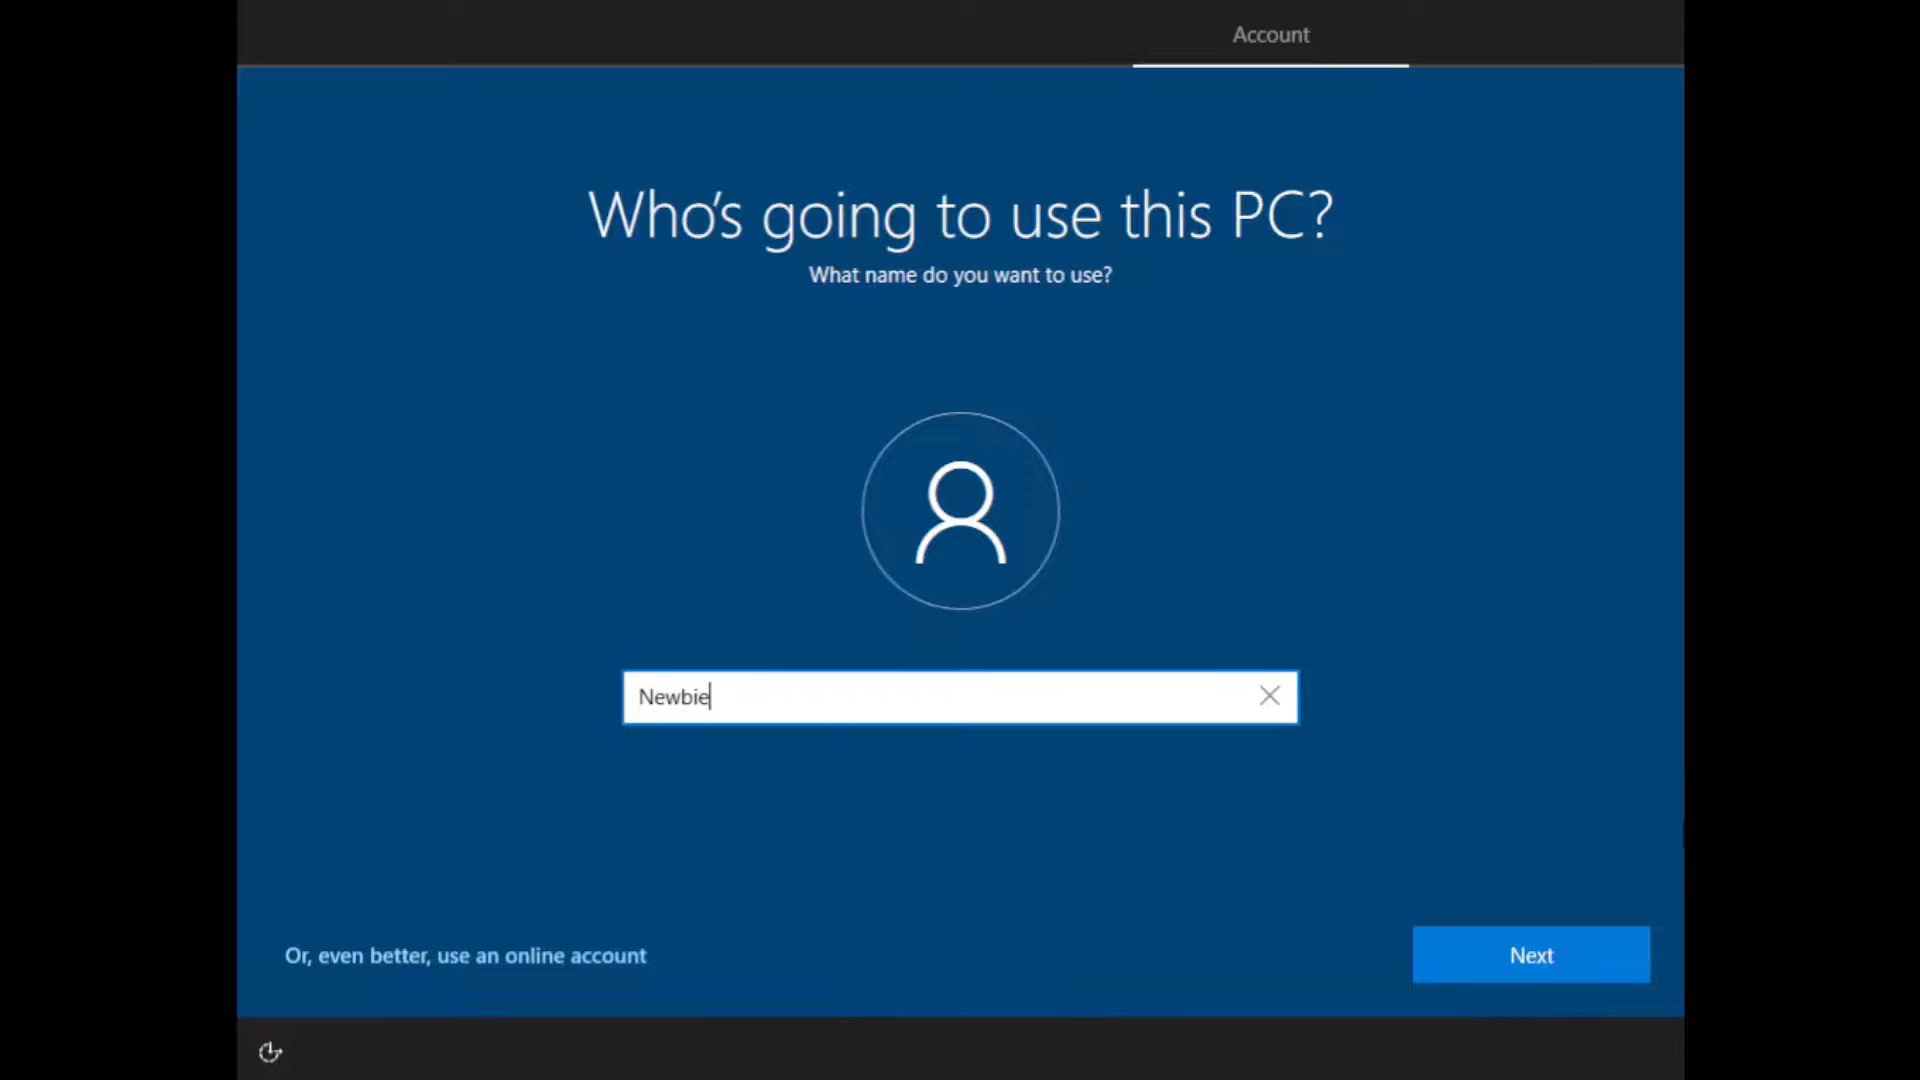 Account
Who's going to use this PC?
What name do you want to use?
Newbie
Or, even better, use an online account
Next